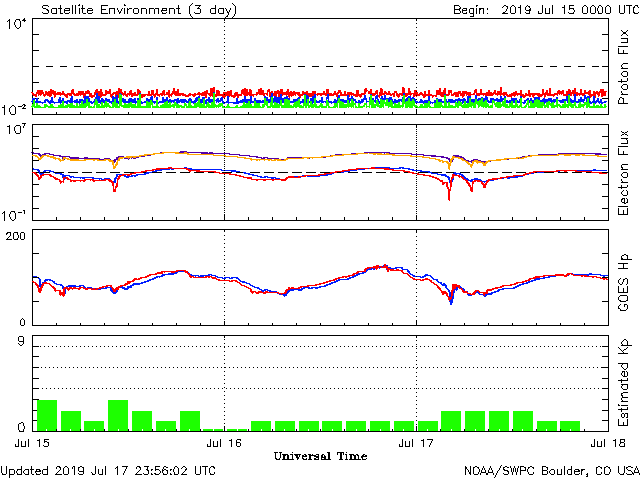 Satellite Environment (3 day)
Begin: 2019 Jul 15 0000 UTC
10^4
10^-2
Proton Flux
10^7
10^-1
Electron Flux
200
0
GOES Hp
9
0
Estimated Kp
Jul 15 Jul 16 Jul 17 Jul 18
Universal Time
Updated 2019 Jul 17 23:56:02 UTC
NOAA/SWPC Boulder, CO USA